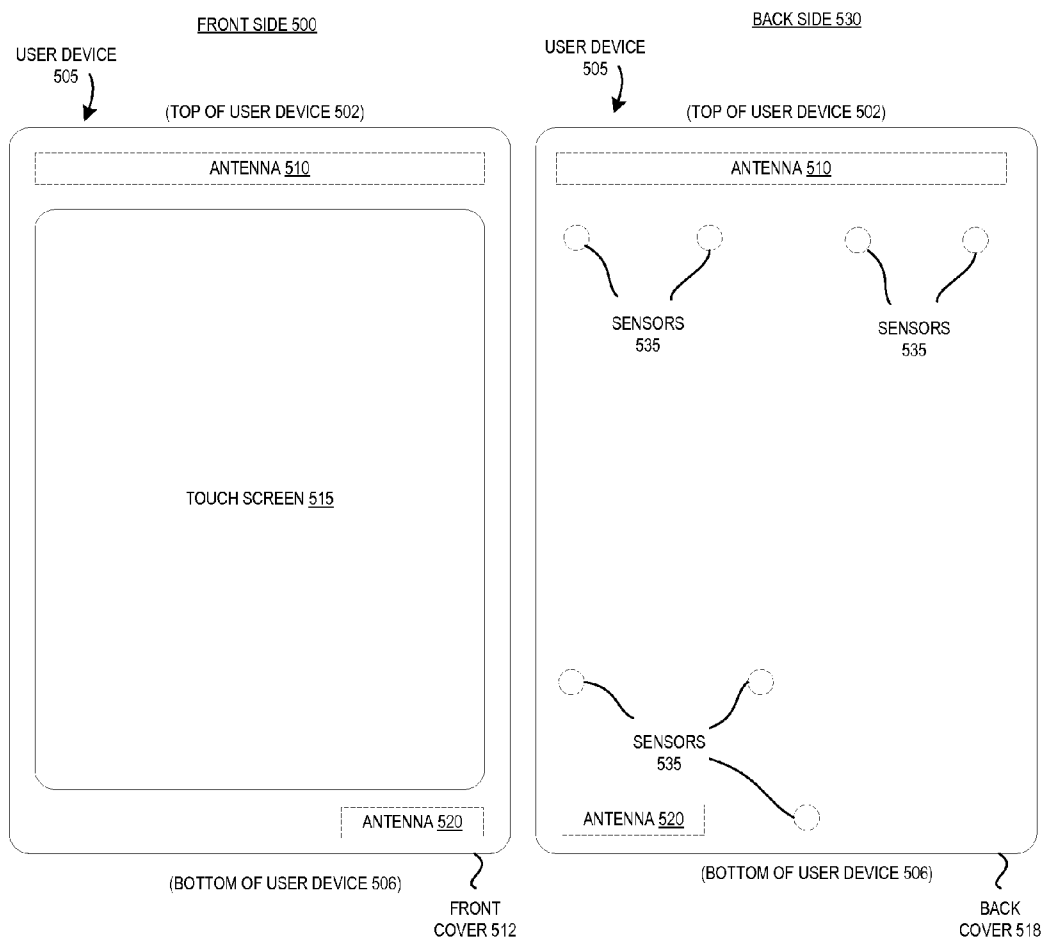 FRONT SIDE 500
USER DEVICE
505
(TOP OF USER DEVICE 502)
ANTENNA 510
TOUCH SCREEN 515
ANTENNA 520
(BOTTOM OF USER DEVICE 506)
FRONT
COVER 512
BACK SIDE 530
USER DEVICE
505
(TOP OF USER DEVICE 502)
ANTENNA 510
SENSORS
535
SENSORS
535
SENSORS
535
ANTENNA 520
(BOTTOM OF USER DEVICE 506)
BACK
COVER 518